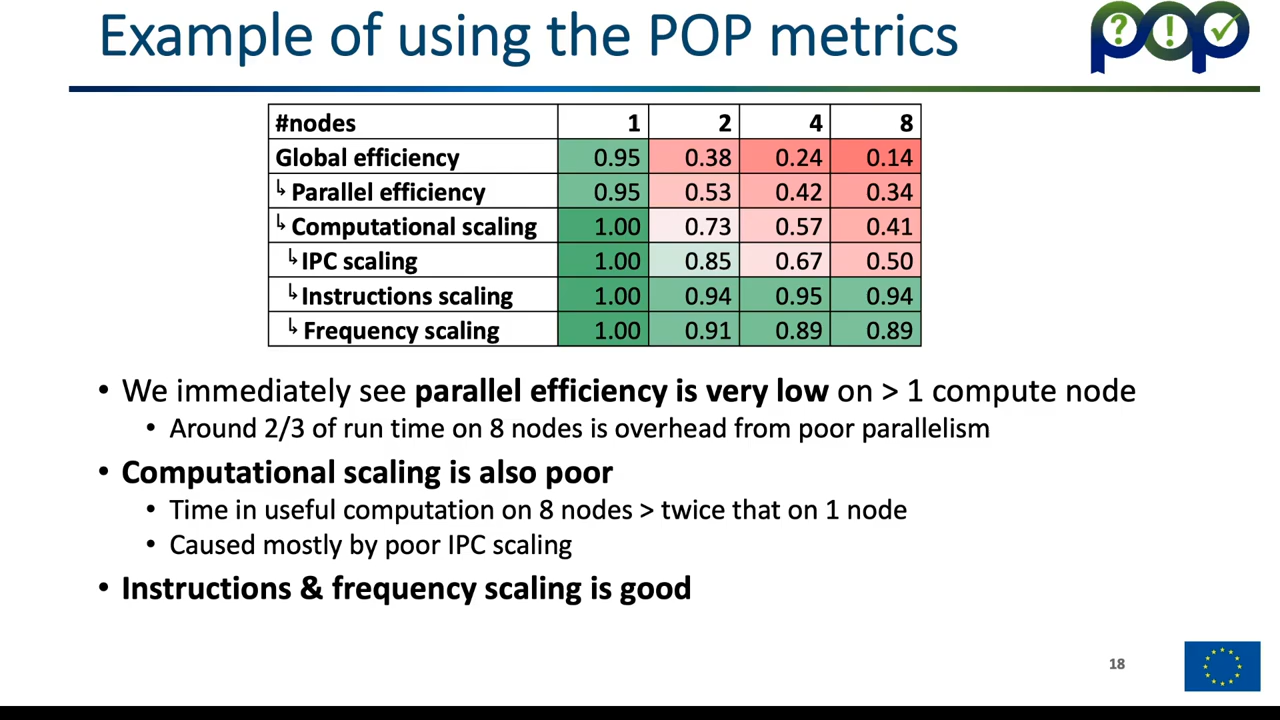 Example of using the POP metrics
pop
#nodes 1 2 4 8
Global efficiency 0.95 0.38 0.24 0.14
↳ Parallel efficiency 0.95 0.53 0.42 0.34
↳ Computational scaling 1.00 0.73 0.57 0.41
↳ IPC scaling 1.00 0.85 0.67 0.50
↳ Instructions scaling 1.00 0.94 0.95 0.94
↳ Frequency scaling 1.00 0.91 0.89 0.89
• We immediately see parallel efficiency is very low on > 1 compute node
• Around 2/3 of run time on 8 nodes is overhead from poor parallelism
• Computational scaling is also poor
• Time in useful computation on 8 nodes > twice that on 1 node
• Caused mostly by poor IPC scaling
• Instructions & frequency scaling is good
18